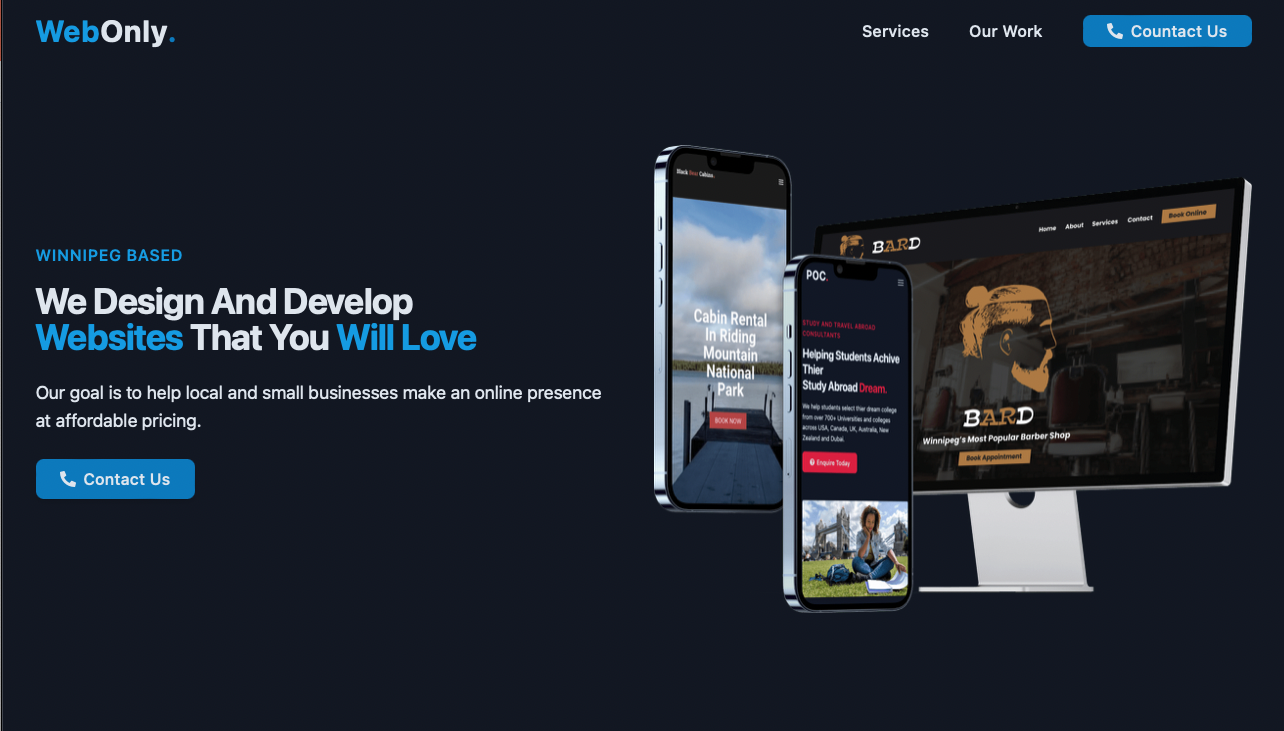 WebOnly.
Services
Our Work
Countact Us
WINNIPEG BASED
We Design And Develop
Websites That You Will Love
Our goal is to help local and small businesses make an online presence
at affordable pricing.
Contact Us
Black Bear Cabins.
Cabin Rental
In Riding
Mountain
National
Park
BOOK NOW
POC.
STUDY AND TRAVEL ABROAD
CONSULTANTS
Helping Students Achive
Thier
Study Abroad Dream.
We help students select thier dream college
from over 700+ Universities and colleges
across USA, Canada, UK, Australia, New
Zealand and Dubai.
Enquire Today
BARD
Home
About
Services
Contact
Book Online
BARD
Winnipeg's Most Popular Barber Shop
Book Appointment